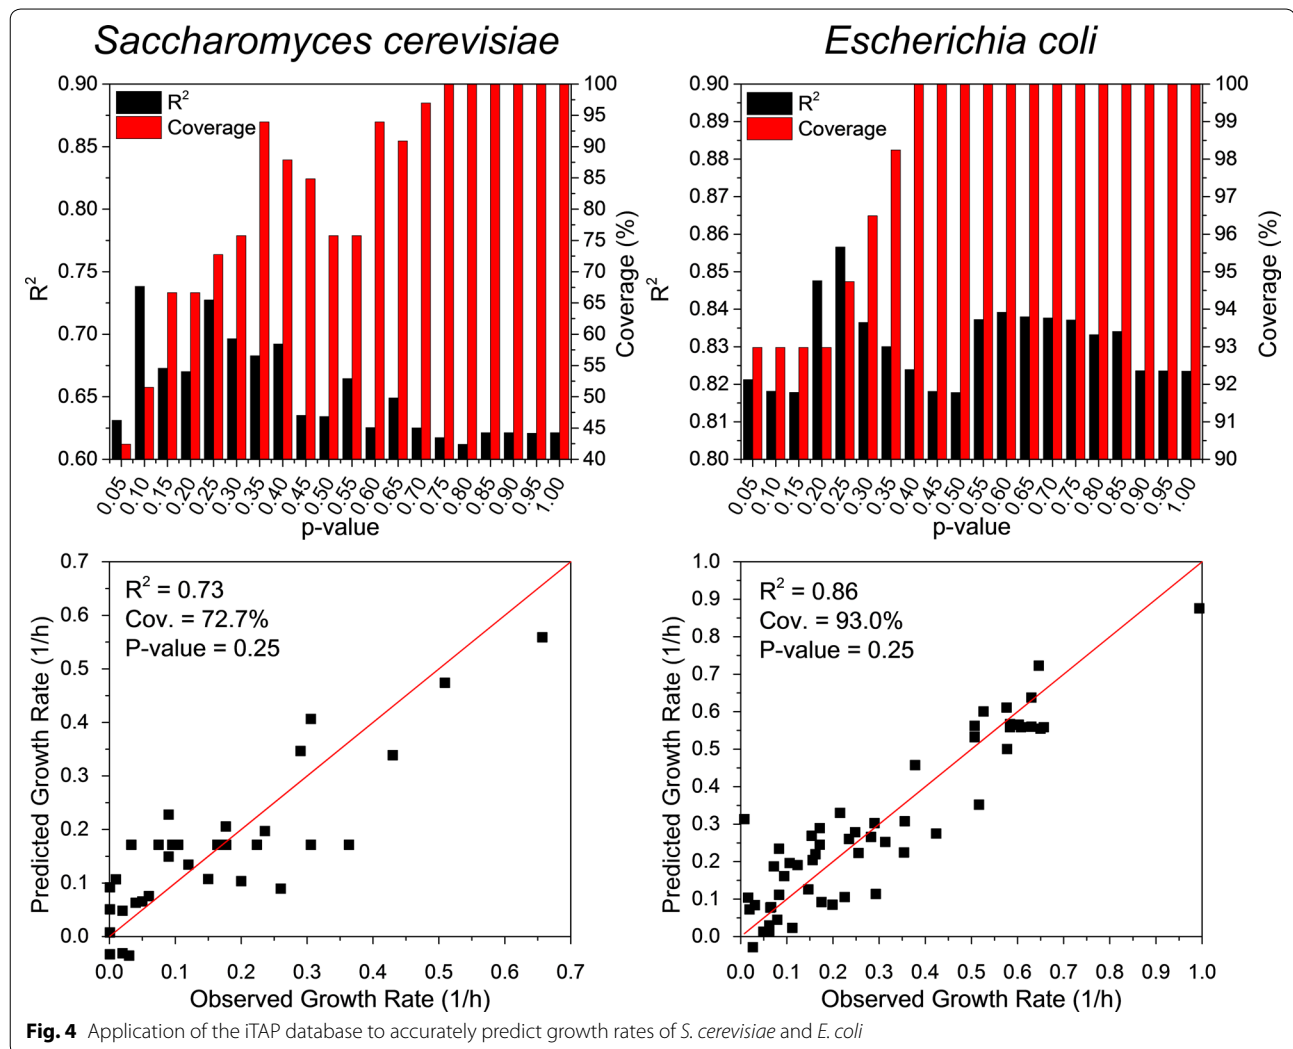 Saccharomyces cerevisiae
Escherichia coli
0.90
0.85
0.80
0.75
0.70
0.65
0.60
R²
R²
Coverage
100
95
90
85
80
75
70
65
60
55
50
45
40
Coverage (%)
0.05 0.10 0.15 0.20 0.25 0.30 0.35 0.40 0.45 0.50 0.55 0.60 0.65 0.70 0.75 0.80 0.85 0.90 0.95 1.00
p-value
0.90
0.89
0.88
0.87
0.86
0.85
0.84
0.83
0.82
0.81
0.80
R²
R²
Coverage
100
99
98
97
96
95
94
93
92
91
90
Coverage (%)
0.05 0.10 0.15 0.20 0.25 0.30 0.35 0.40 0.45 0.50 0.55 0.60 0.65 0.70 0.75 0.80 0.85 0.90 0.95 1.00
p-value
0.7
0.6
0.5
0.4
0.3
0.2
0.1
0.0
Predicted Growth Rate (1/h)
R² = 0.73
Cov. = 72.7%
P-value = 0.25
0.0 0.1 0.2 0.3 0.4 0.5 0.6 0.7
Observed Growth Rate (1/h)
1.0
0.9
0.8
0.7
0.6
0.5
0.4
0.3
0.2
0.1
0.0
Predicted Growth Rate (1/h)
R² = 0.86
Cov. = 93.0%
P-value = 0.25
0.0 0.1 0.2 0.3 0.4 0.5 0.6 0.7 0.8 0.9 1.0
Observed Growth Rate (1/h)
Fig. 4 Application of the iTAP database to accurately predict growth rates of S. cerevisiae and E. coli